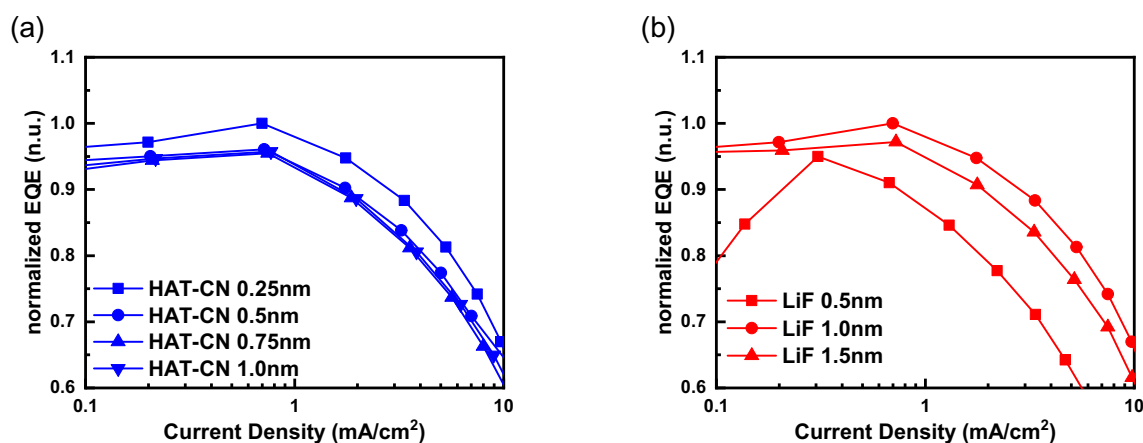 (a)
1.1
1.0
0.9
0.8
0.7
0.6
normalized EQE (n.u.)
HAT-CN 0.25nm
HAT-CN 0.5nm
HAT-CN 0.75nm
HAT-CN 1.0nm
0.1
1
10
Current Density (mA/cm²)
(b)
1.1
1.0
0.9
0.8
0.7
0.6
normalized EQE (n.u.)
LiF 0.5nm
LiF 1.0nm
LiF 1.5nm
0.1
1
10
Current Density (mA/cm²)